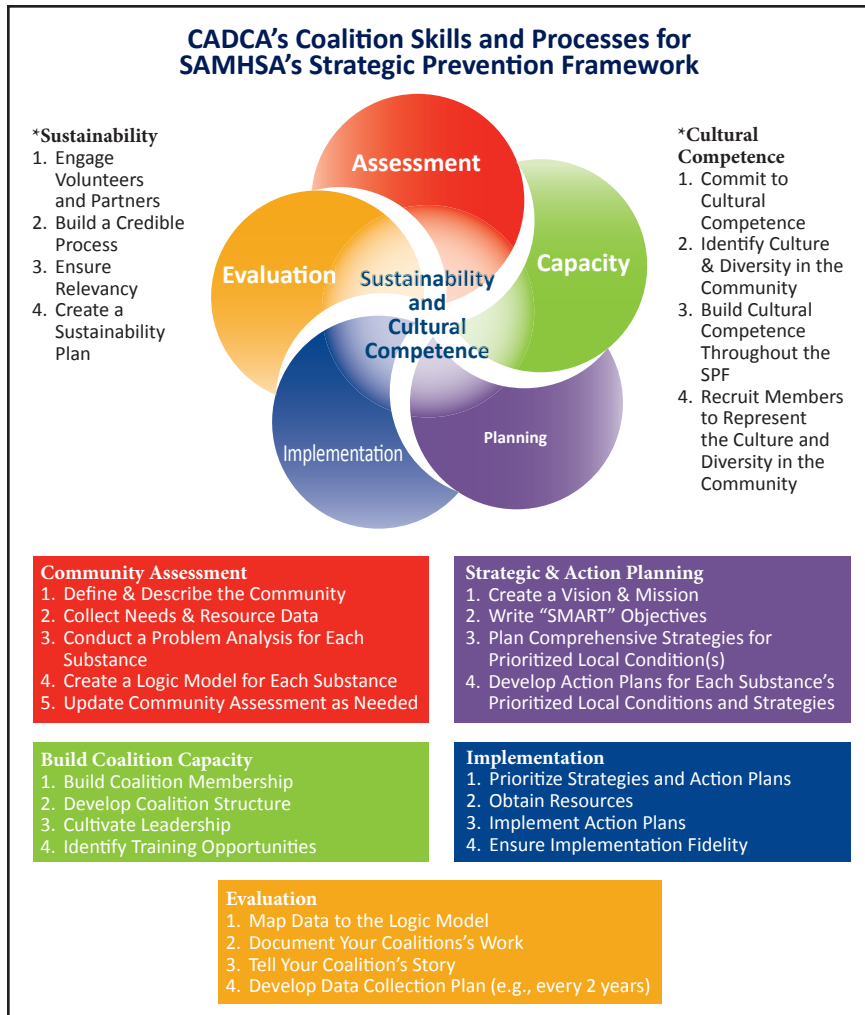 CADCA's Coalition Skills and Processes for
SAMHSA's Strategic Prevention Framework
*Sustainability
1. Engage
Volunteers
and Partners
2. Build a Credible
Process
3. Ensure
Relevancy
4. Create a
Sustainability
Plan
Assessment
Capacity
Evaluation
Sustainability
and
Cultural
Competence
Planning
Implementation
*Cultural
Competence
1. Commit to
Cultural
Competence
2. Identify Culture
& Diversity in the
Community
3. Build Cultural
Competence
Throughout the
SPF
4. Recruit Members
to Represent
the Culture and
Diversity in the
Community
Community Assessment
1. Define & Describe the Community
2. Collect Needs & Resource Data
3. Conduct a Problem Analysis for Each
Substance
4. Create a Logic Model for Each Substance
5. Update Community Assessment as Needed
Strategic & Action Planning
1. Create a Vision & Mission
2. Write “SMART” Objectives
3. Plan Comprehensive Strategies for
Prioritized Local Condition(s)
4. Develop Action Plans for Each Substance's
Prioritized Local Conditions and Strategies
Build Coalition Capacity
1. Build Coalition Membership
2. Develop Coalition Structure
3. Cultivate Leadership
4. Identify Training Opportunities
Implementation
1. Prioritize Strategies and Action Plans
2. Obtain Resources
3. Implement Action Plans
4. Ensure Implementation Fidelity
Evaluation
1. Map Data to the Logic Model
2. Document Your Coalitions's Work
3. Tell Your Coalition's Story
4. Develop Data Collection Plan (e.g., every 2 years)